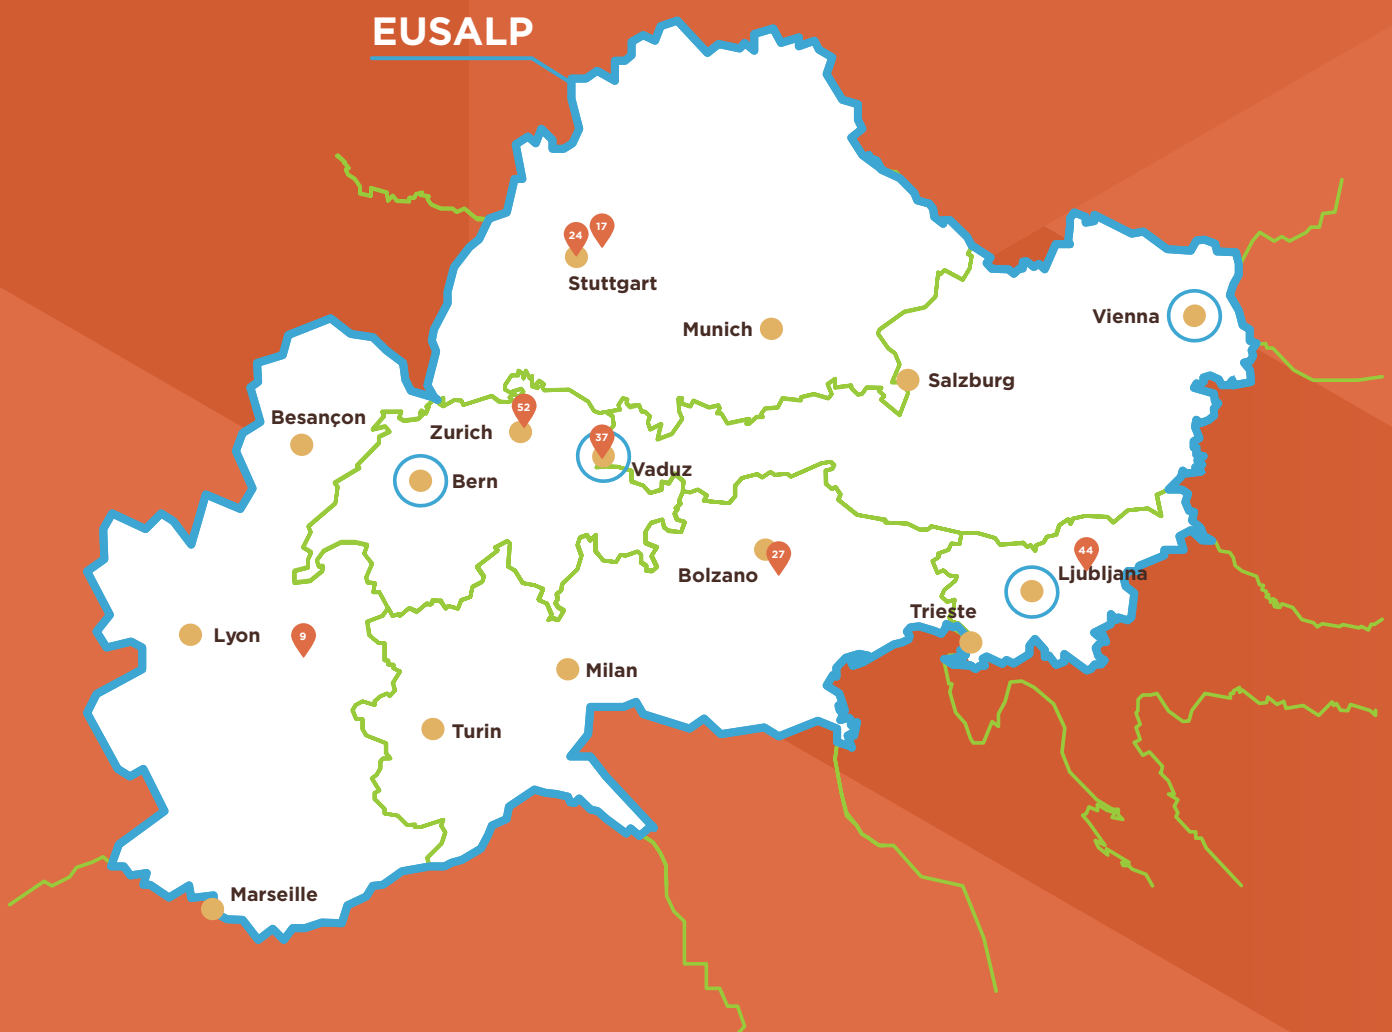 EUSALP
24
17
Stuttgart
Vienna
Munich
Salzburg
52
Besançon
Zurich
37
Vaduz
Bern
27
Bolzano
44
Ljubljana
Trieste
Lyon
9
Milan
Turin
Marseille